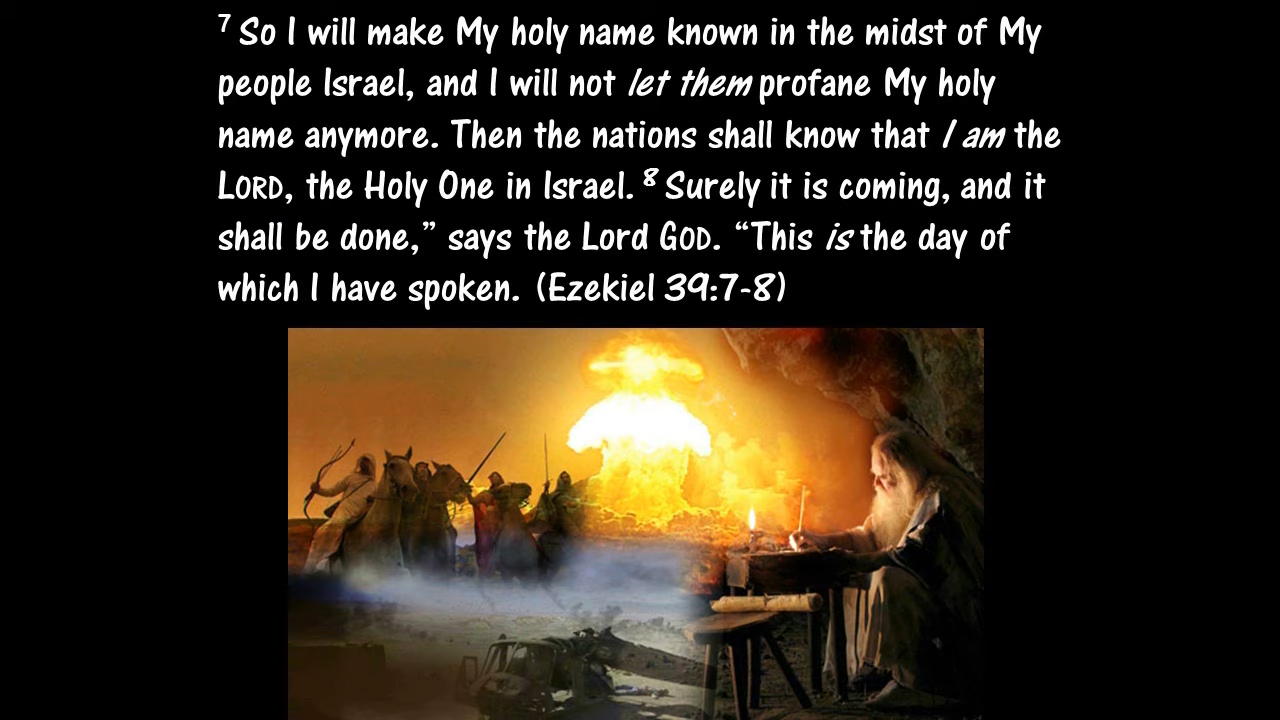 7 So I will make My holy name known in the midst of My
people Israel, and I will not let them profane My holy
name anymore. Then the nations shall know that I am the
LORD, the Holy One in Israel. 8 Surely it is coming, and it
shall be done,” says the Lord GOD. “This is the day of
which I have spoken. (Ezekiel 39:7-8)